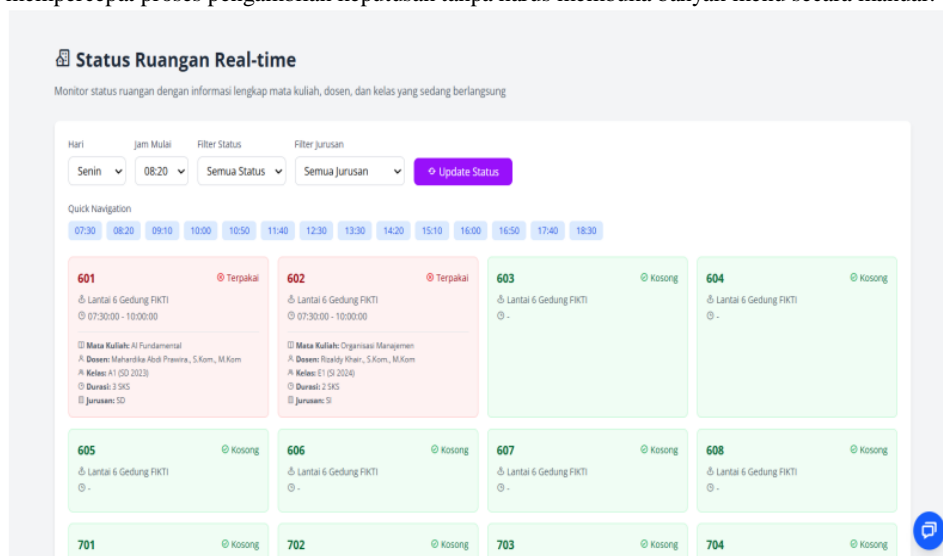 mempercepat proses pengambilan keputusan tanpa harus membuka banyak menu secara manual.
Status Ruangan Real-time
Monitor status ruangan dengan informasi lengkap mata kuliah, dosen, dan kelas yang sedang berlangsung
Hari Jam Mulai Filter Status Filter Jurusan
Senin 08:20 Semua Status Semua Jurusan Update Status
Quick Navigation
07:30 08:20 09:10 10:00 10:50 11:40 12:30 13:30 14:20 15:10 16:00 16:50 17:40 18:30
601 Terpakai
Lantai 6 Gedung FIKTI
07:30:00 - 10:00:00
Mata Kuliah: AI Fundamental
Dosen: Mahardika Abdi Prawira., S.Kom., M.Kom
Kelas: A1 (SD 2023)
Durasi: 3 SKS
Jurusan: SD
602 Terpakai
Lantai 6 Gedung FIKTI
07:30:00 - 10:00:00
Mata Kuliah: Organisasi Manajemen
Dosen: Rizaldy Khair., S.Kom., M.Kom
Kelas: E1 (SI 2024)
Durasi: 2 SKS
Jurusan: SI
603 Kosong
Lantai 6 Gedung FIKTI
-
604 Kosong
Lantai 6 Gedung FIKTI
-
605 Kosong
Lantai 6 Gedung FIKTI
-
606 Kosong
Lantai 6 Gedung FIKTI
-
607 Kosong
Lantai 6 Gedung FIKTI
-
608 Kosong
Lantai 6 Gedung FIKTI
-
701 Kosong
702 Kosong
703 Kosong
704 Kosong